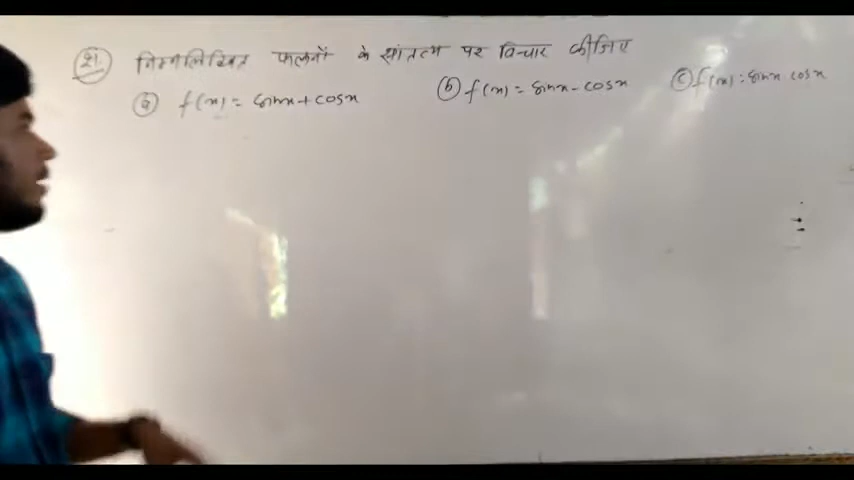 21. निम्नलिखित फलनों के सांतत्य पर विचार कीजिए
(a) f(x) = sinx + cosx (b) f(x) = sinx - cosx (c) f(x) = sinx cosx